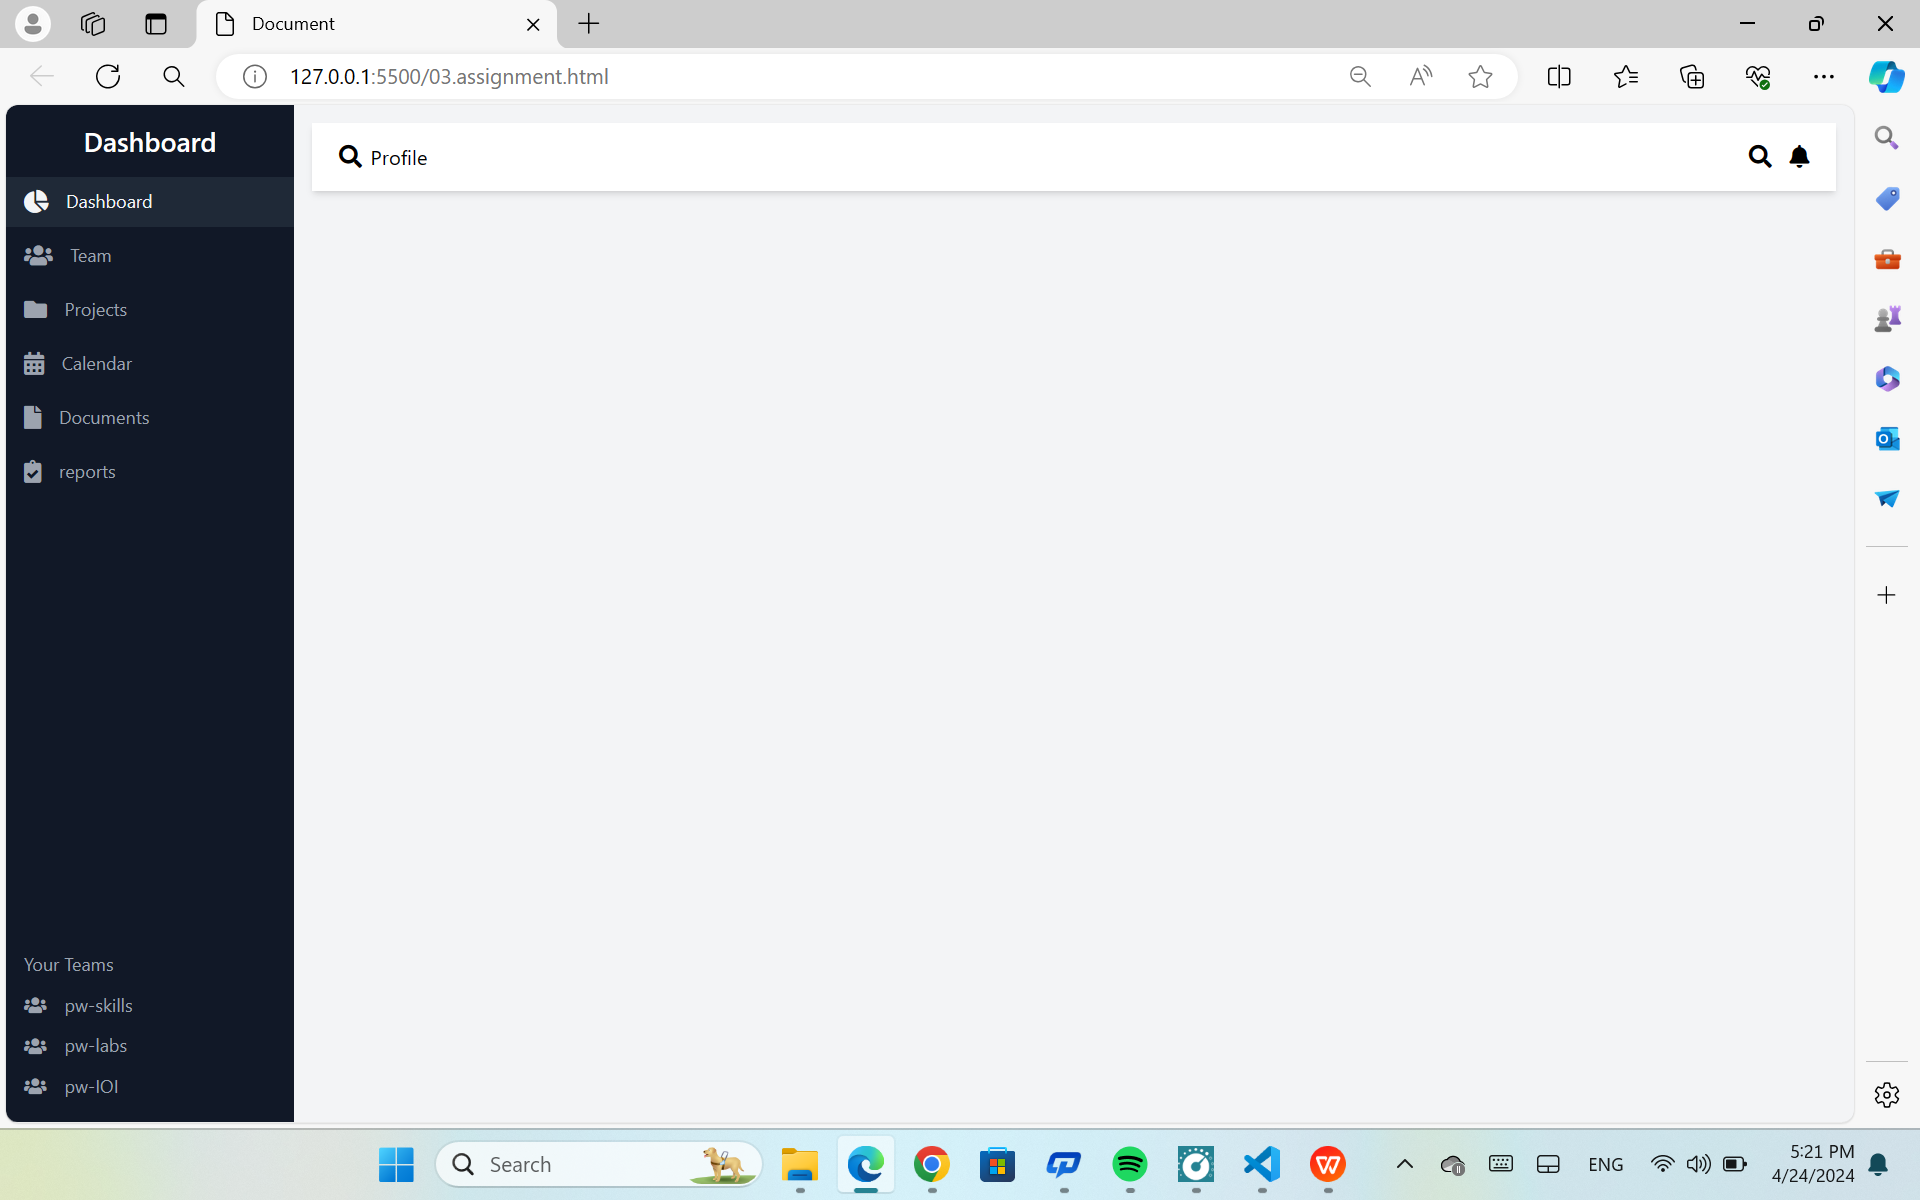 Document
127.0.0.1:5500/03.assignment.html
Dashboard
Profile
Dashboard
Team
Projects
Calendar
Documents
reports
Your Teams
pw-skills
pw-labs
pw-IOI
Search
ENG
5:21 PM
4/24/2024